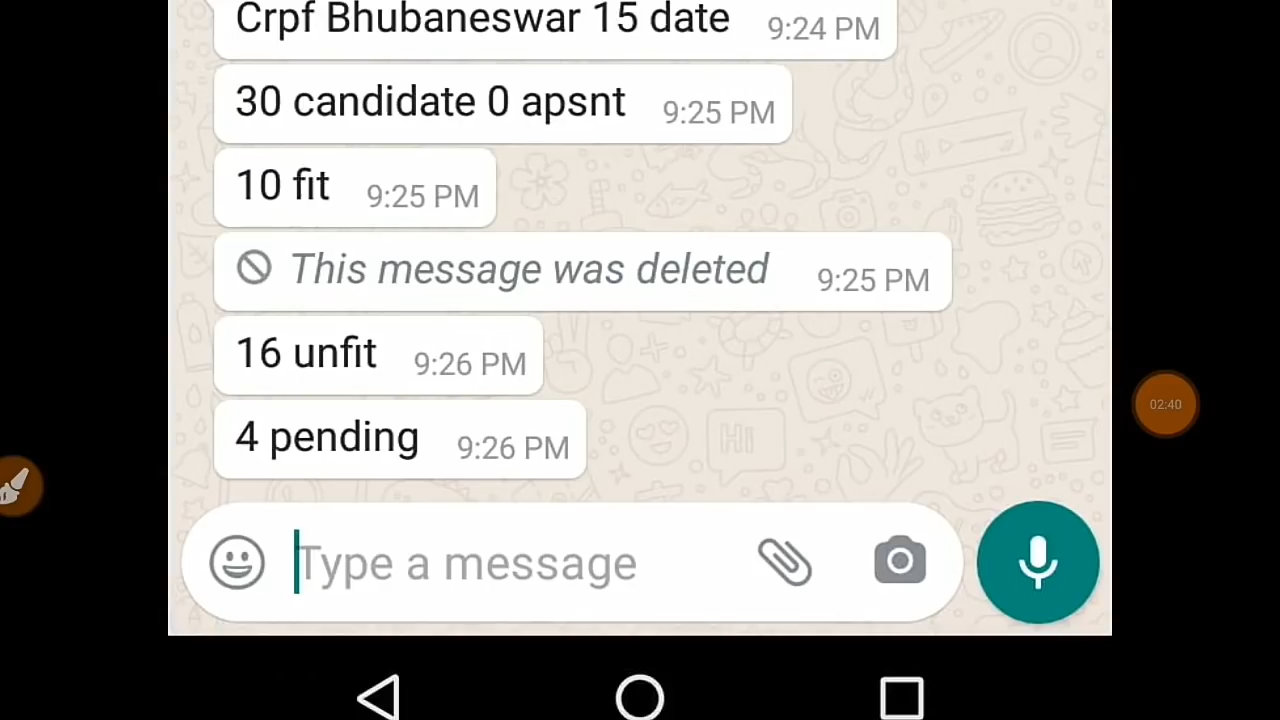 Crpf Bhubaneswar 15 date 9:24 PM
30 candidate 0 apsnt 9:25 PM
10 fit 9:25 PM
This message was deleted 9:25 PM
16 unfit 9:26 PM
4 pending 9:26 PM
Type a message
02:40